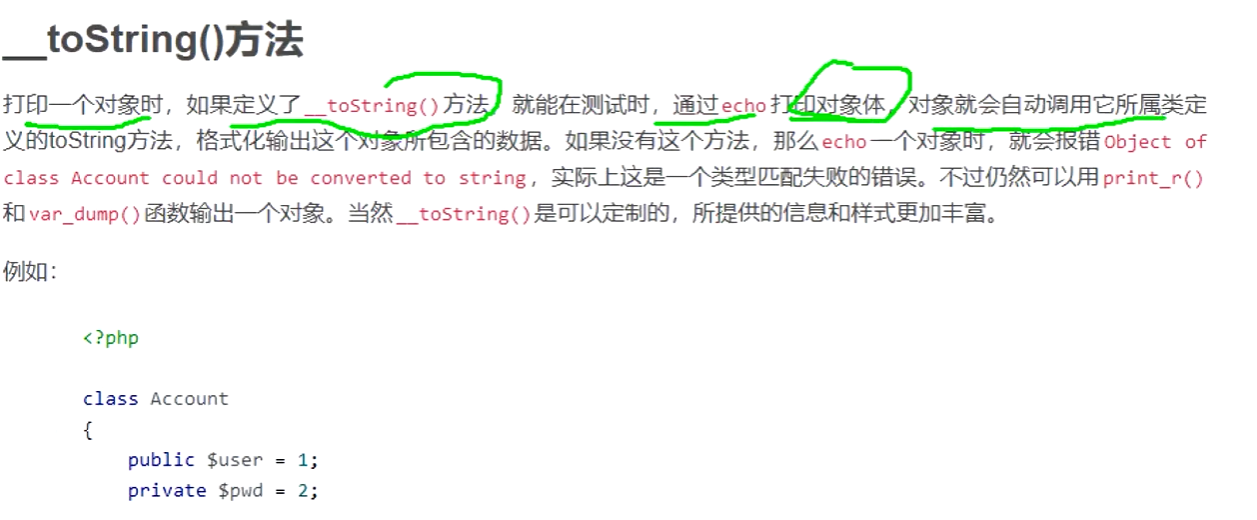 __toString()方法
打印一个对象时，如果定义了__toString()方法，就能在测试时，通过echo打印对象体，对象就会自动调用它所属类定
义的toString方法，格式化输出这个对象所包含的数据。如果没有这个方法，那么echo一个对象时，就会报错Object of
class Account could not be converted to string，实际上这是一个类型匹配失败的错误。不过仍然可以用print_r()
和var_dump()函数输出一个对象。当然__toString()是可以定制的，所提供的信息和样式更加丰富。
例如：
<?php
class Account
{
public $user = 1;
private $pwd = 2;